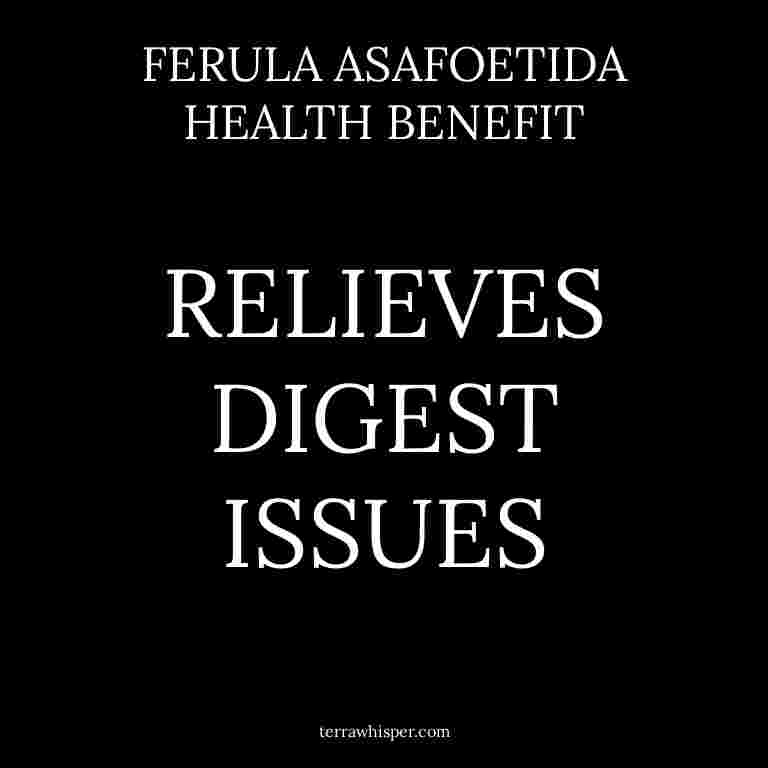 FERULA ASAFOETIDA
HEALTH BENEFIT
RELIEVES
DIGEST
ISSUES
terrawhisper.com